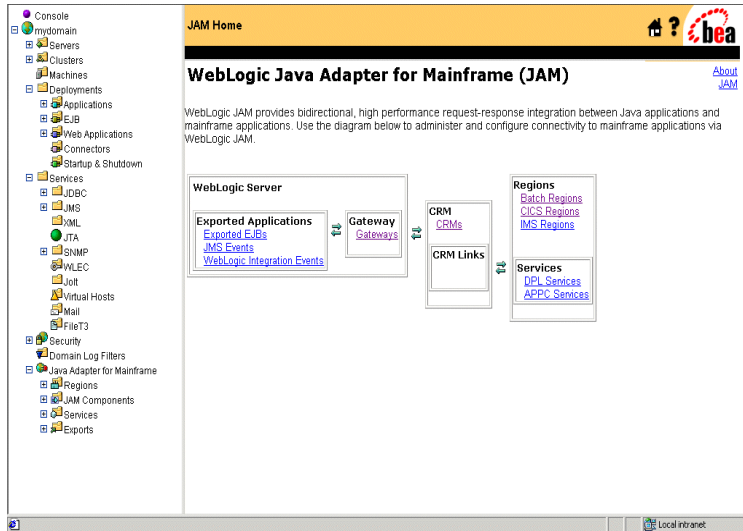 Console
mydomain
Servers
Clusters
Machines
Deployments
Applications
EJB
Web Applications
Connectors
Startup & Shutdown
Services
JDBC
JMS
XML
JTA
SNMP
WLEC
Jolt
Virtual Hosts
Mail
FileT3
Security
Domain Log Filters
Java Adapter for Mainframe
Regions
JAM Components
Services
Exports
JAM Home
?
bea
WebLogic Java Adapter for Mainframe (JAM)
About
JAM
WebLogic JAM provides bidirectional, high performance request-response integration between Java applications and
mainframe applications. Use the diagram below to administer and configure connectivity to mainframe applications via
WebLogic JAM.
WebLogic Server
Exported Applications
Exported EJBs
JMS Events
WebLogic Integration Events
Gateway
Gateways
CRM
CRMs
CRM Links
Regions
Batch Regions
CICS Regions
IMS Regions
Services
DPL Services
APPC Services
Local intranet